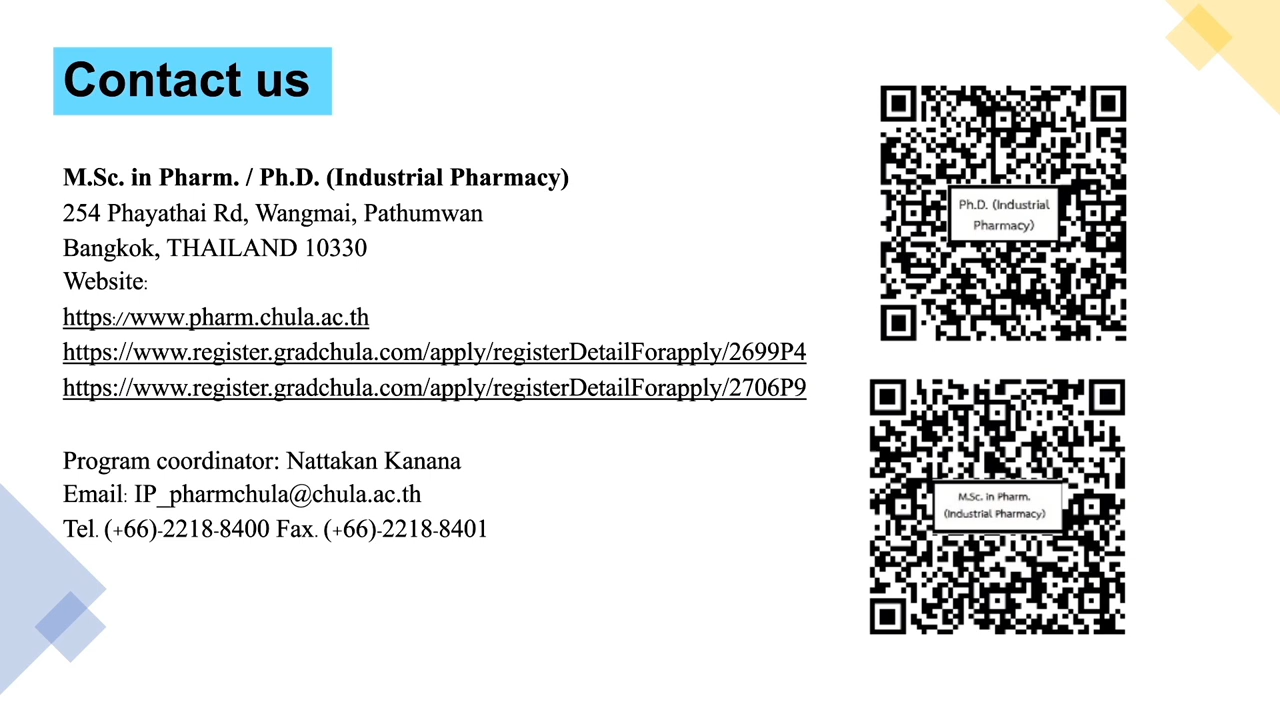 Contact us
M.Sc. in Pharm. / Ph.D. (Industrial Pharmacy)
254 Phayathai Rd, Wangmai, Pathumwan
Bangkok, THAILAND 10330
Website:
https://www.pharm.chula.ac.th
https://www.register.gradchula.com/apply/registerDetailForapply/2699P4
https://www.register.gradchula.com/apply/registerDetailForapply/2706P9
Program coordinator: Nattakan Kanana
Email: IP_pharmchula@chula.ac.th
Tel. (+66)-2218-8400 Fax. (+66)-2218-8401
Ph.D. (Industrial
Pharmacy)
M.Sc. in Pharm.
(Industrial Pharmacy)